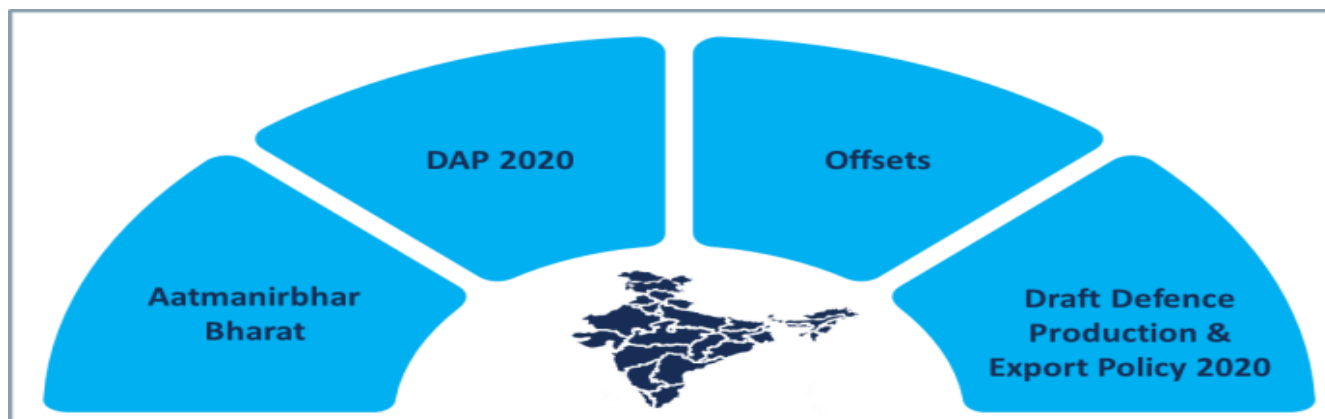 Aatmanirbhar
Bharat
DAP 2020
Offsets
Draft Defence
Production &
Export Policy 2020